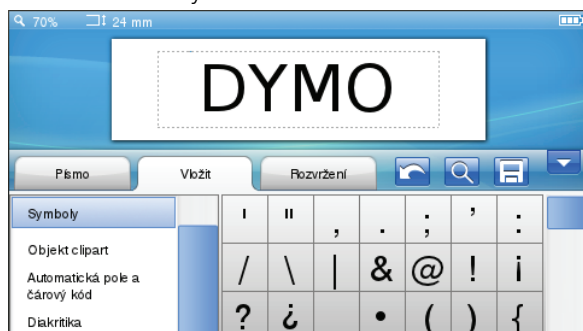 70% 24 mm
DYMO
Písmo Vložit Rozvržení
Symboly
Objekt clipart
Automatická pole a
čárový kód
Diakritika
' " , . ; ’ :
/ \ | & @ ! ¡
? ¿ _ • ( ) {